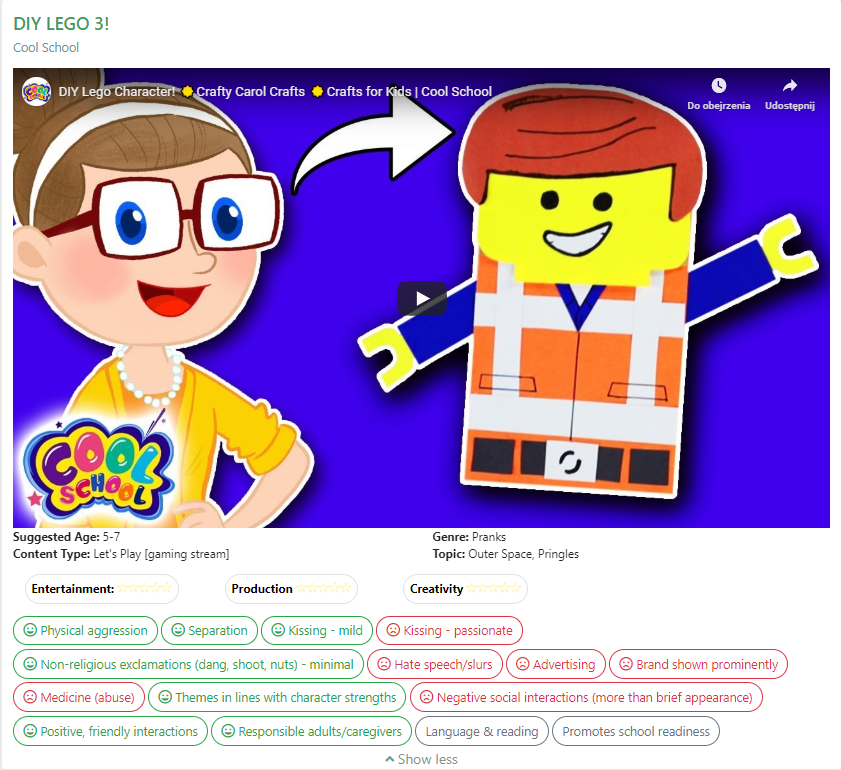 DIY LEGO 3!
Cool School
DIY Lego Character! Crafty Carol Crafts Crafts for Kids | Cool School
Do obejrzenia
Udostępnij
COOL
SCHOOL
Suggested Age: 5-7
Genre: Pranks
Content Type: Let's Play [gaming stream]
Topic: Outer Space, Pringles
Entertainment:
Production
Creativity
Physical aggression
Separation
Kissing - mild
Kissing - passionate
Non-religious exclamations (dang, shoot, nuts) - minimal
Hate speech/slurs
Advertising
Brand shown prominently
Medicine (abuse)
Themes in lines with character strengths
Negative social interactions (more than brief appearance)
Positive, friendly interactions
Responsible adults/caregivers
Language & reading
Promotes school readiness
Show less